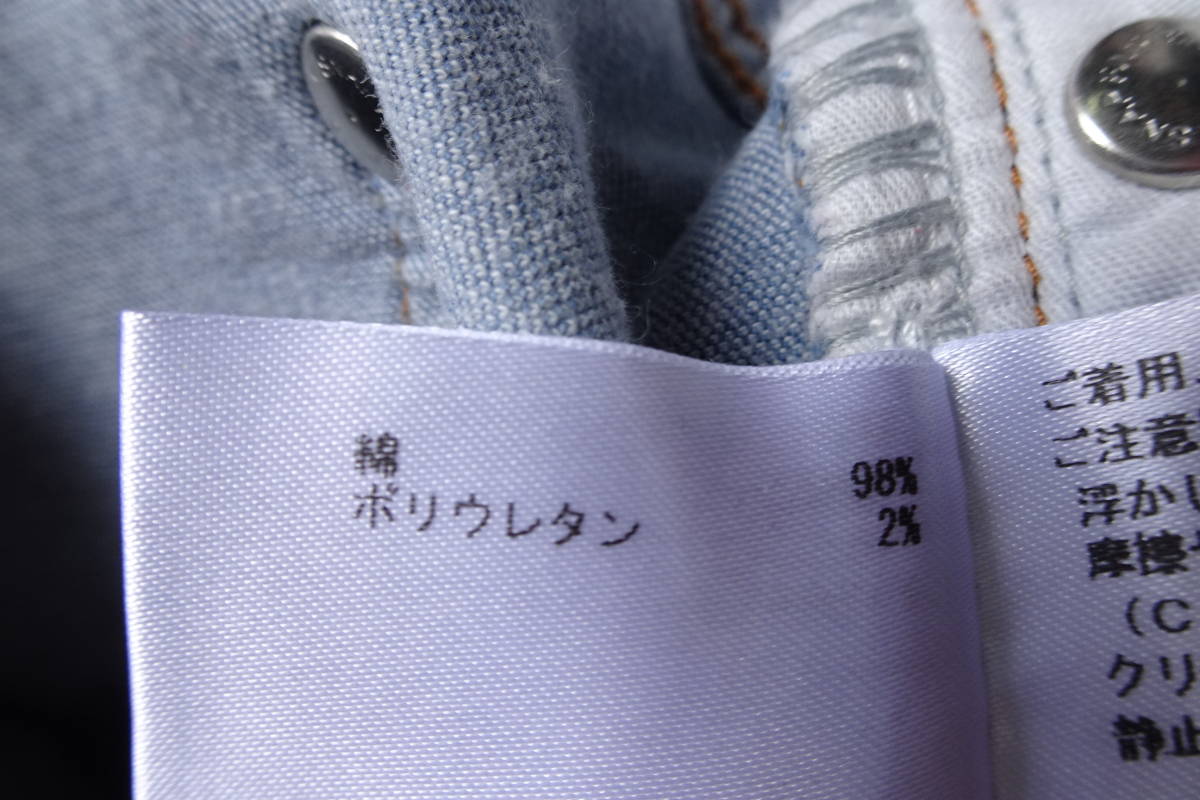 綿 98%
ポリウレタン 2%
ご着用
ご注意
浮かし
摩擦
(C
クリ
静止